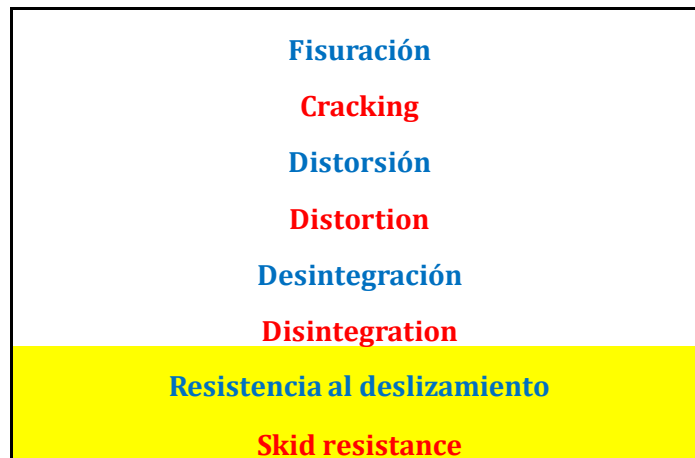 Fisuración
Cracking
Distorsión
Distortion
Desintegración
Disintegration
Resistencia al deslizamiento
Skid resistance